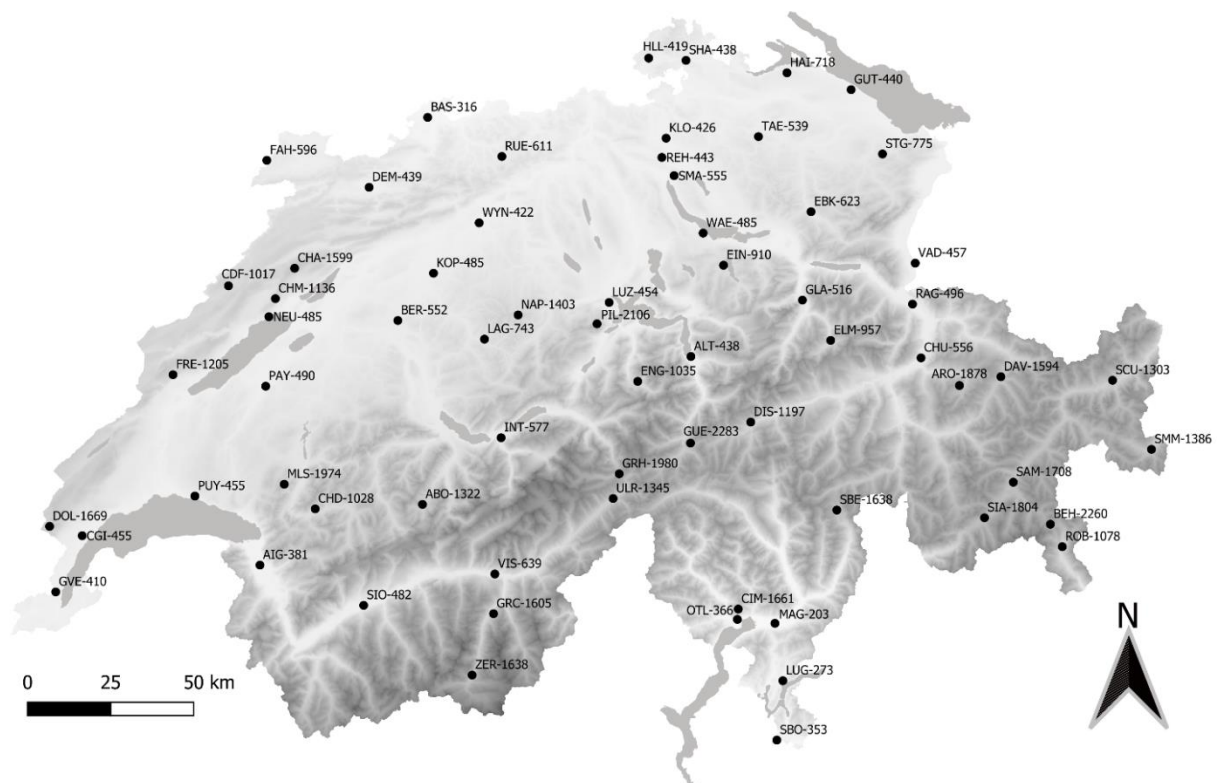 HLL-419
SHA-438
HAI-718
GUT-440
BAS-316
KLO-426
TAE-539
RUE-611
STG-775
FAH-596
REH-443
DEM-439
SMA-555
EBK-623
WYN-422
WAE-485
VAD-457
EIN-910
CHA-1599
KOP-485
CDF-1017
CHM-1136
GLA-516
RAG-496
LUZ-454
NAP-1403
BER-552
NEU-485
PIL-2106
LAG-743
ELM-957
ALT-438
CHU-556
FRE-1205
PAY-490
ENG-1035
ARO-1878
DAV-1594
SCU-1303
DIS-1197
INT-577
GUE-2283
SMM-1386
GRH-1980
MLS-1974
SAM-1708
PUY-455
ULR-1345
CHD-1028
ABO-1322
SBE-1638
SIA-1804
BEH-2260
DOL-1669
CGI-455
ROB-1078
AIG-381
VIS-639
GVE-410
SIO-482
GRC-1605
CIM-1661
OTL-366
MAG-203
N
ZER-1638
LUG-273
0 25 50 km
SBO-353